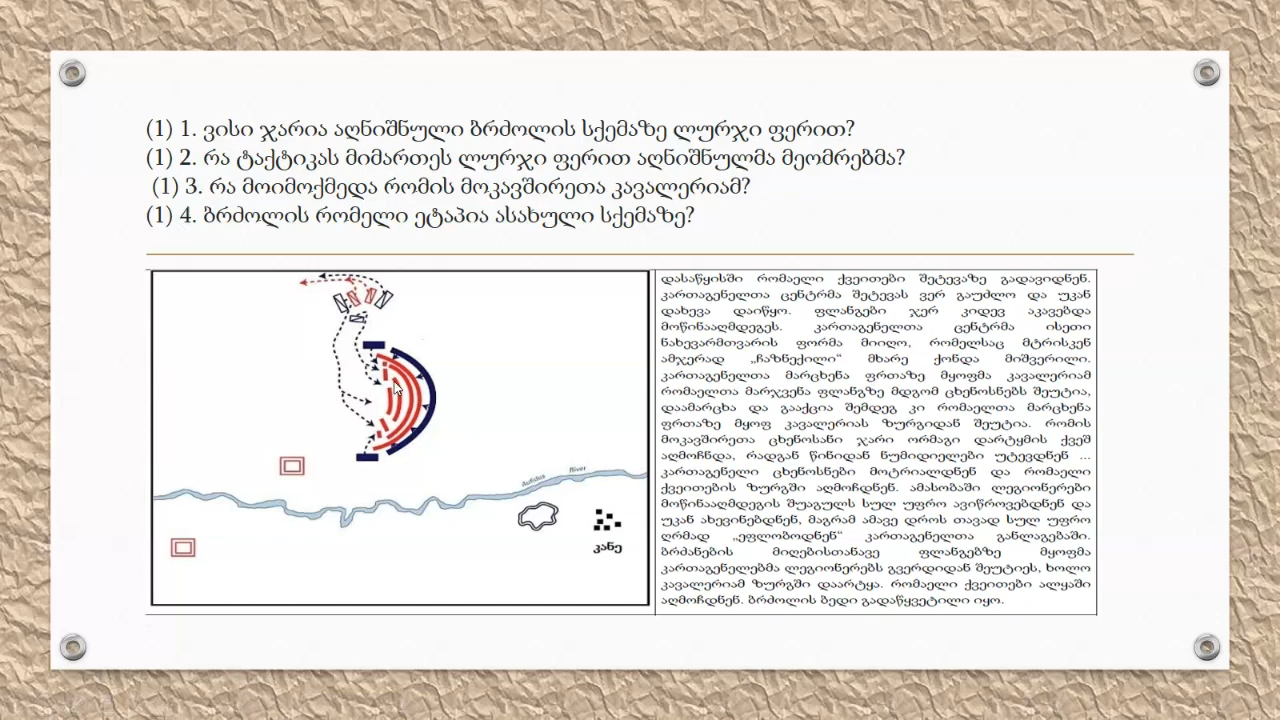 (1) 1. ვისი ჯარია აღნიშნული ბრძოლის სქემაზე ლურჯი ფერით?
(1) 2. რა ტაქტიკას მიმართეს ლურჯი ფერით აღნიშნულმა მეომრებმა?
(1) 3. რა მოიმოქმედა რომის მოკავშირეთა კავალერიამ?
(1) 4. ბრძოლის რომელი ეტაპია ასახული სქემაზე?
Aufidus River
კანე
დასაწყისში რომაელი ქვეითები შეტევაზე გადავიდნენ.
კართაგენელთა ცენტრმა შეტევას ვერ გაუძლო და უკან
დახევა დაიწყო. ფლანგები ჯერ კიდევ აკავებდა
მოწინააღმდეგეს. კართაგენელთა ცენტრმა ისეთი
ნახევარმთვარის ფორმა მიიღო, რომელსაც მტრისკენ
ამჯერად „ჩაზნექილი“ მხარე ქონდა მიშვერილი.
კართაგენელთა მარცხენა ფრთაზე მყოფმა კავალერიამ
რომაელთა მარჯვენა ფლანგზე მდგომ ცხენოსნებს შეუტია,
დაამარცხა და გააქცია შემდეგ კი რომაელთა მარცხენა
ფრთაზე მყოფ კავალერიას ზურგიდან შეუტია. რომის
მოკავშირეთა ცხენოსანი ჯარი ორმაგი დარტყმის ქვეშ
აღმოჩნდა, რადგან წინიდან ნუმიდიელები უტევდნენ ...
კართაგენელი ცხენოსნები მოტრიალდნენ და რომაელი
ქვეითების ზურგში აღმოჩდნენ. ამასობაში ლეგიონერები
მოწინააღმდეგის შუაგულს სულ უფრო ავიწროვებდნენ და
უკან ახევინებდნენ, მაგრამ ამავე დროს თავად სულ უფრო
ღრმად „ეფლობოდნენ“ კართაგენელთა განლაგებაში.
ბრძანების მიღებისთანავე ფლანგებზე მყოფმა
კართაგენელებმა ლეგიონერებს გვერდიდან შეუტიეს, ხოლო
კავალერიამ ზურგში დაარტყა. რომაელი ქვეითები ალყაში
აღმოჩდნენ. ბრძოლის ბედი გადაწყვეტილი იყო.